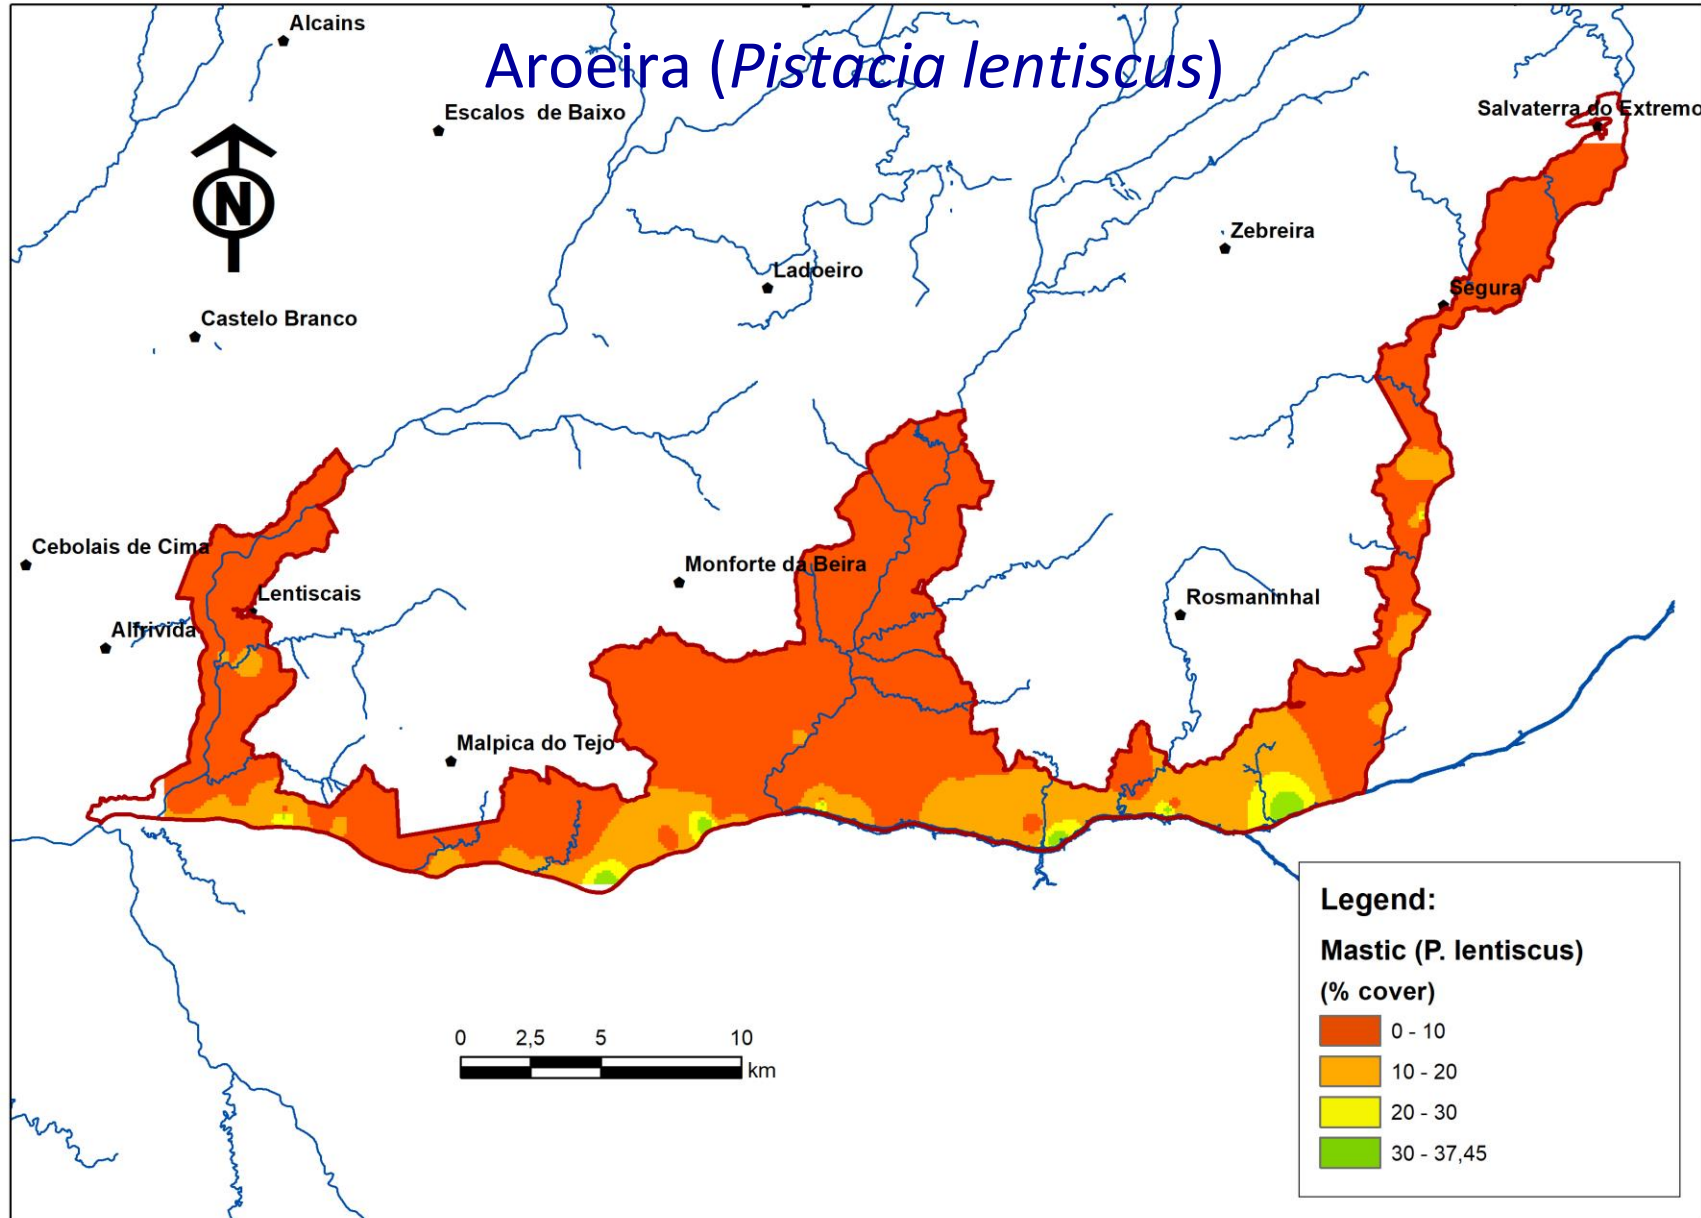 Aroeira (Pistacia lentiscus)
Alcains
Escalos de Baixo
Salvaterra do Extremo
N
Zebreira
Ladoeiro
Segura
Castelo Branco
Cebolais de Cima
Monforte da Beira
Lentiscais
Rosmaninhal
Alfrivida
Malpica do Tejo
Legend:
Mastic (P. lentiscus)
(% cover)
0 - 10
10 - 20
20 - 30
30 - 37,45
0 2,5 5 10
km